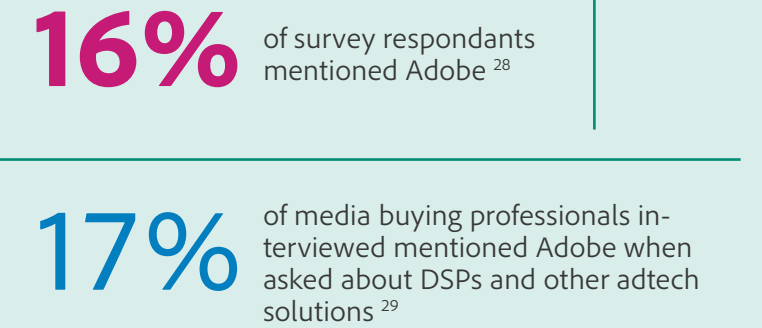 16%
of survey respondants
mentioned Adobe 28
17%
of media buying professionals in-
terviewed mentioned Adobe when
asked about DSPs and other adtech
solutions 29